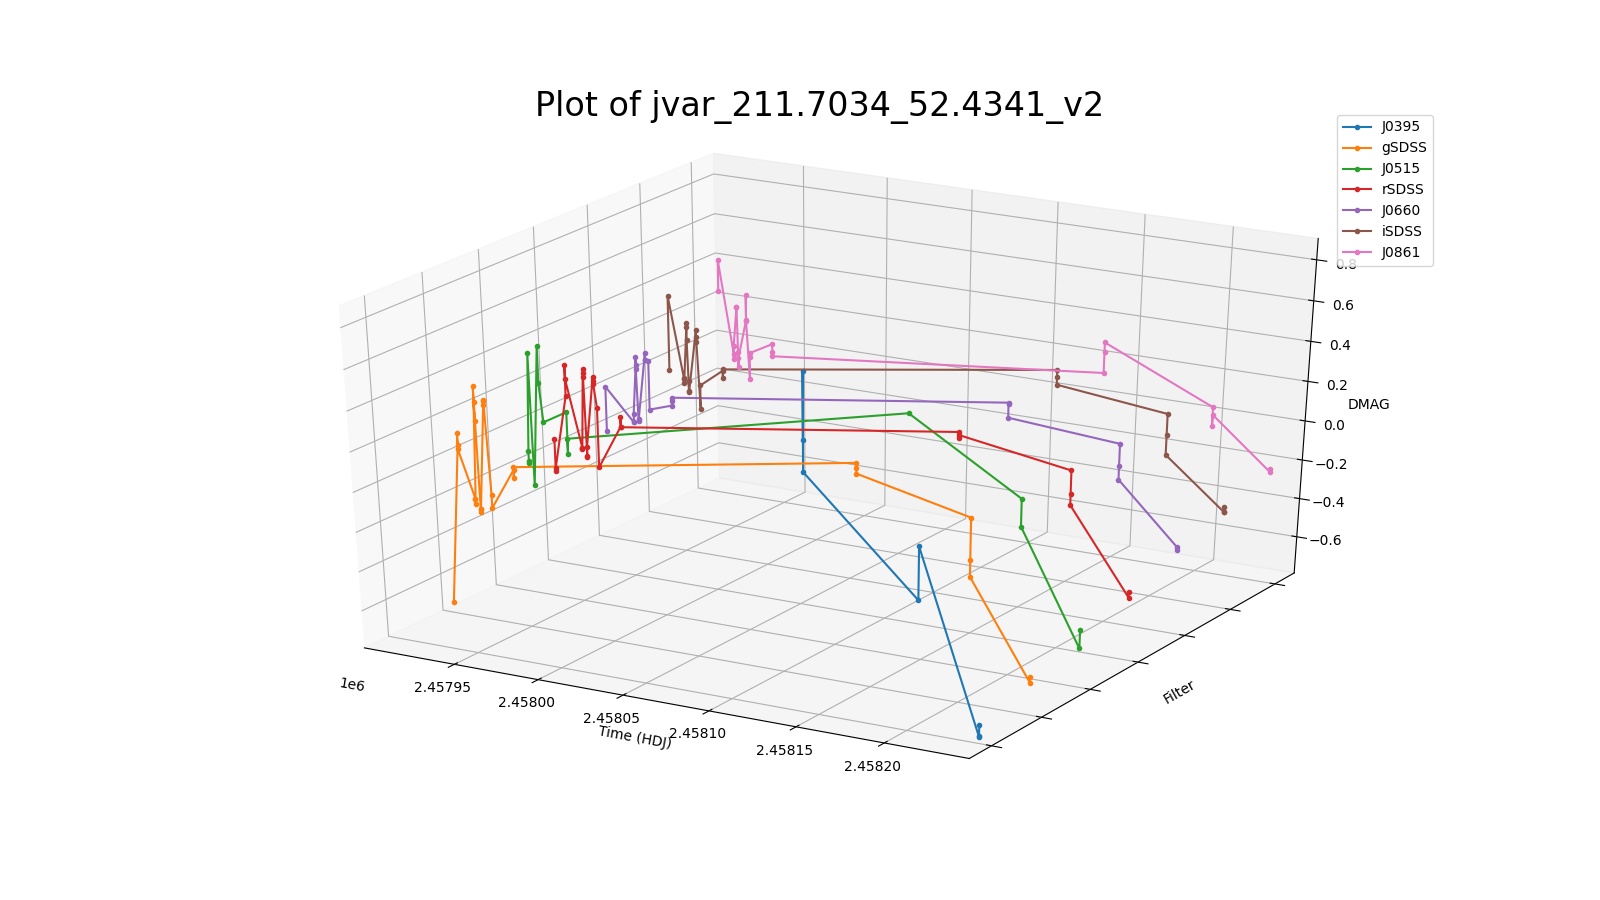 Plot of jvar_211.7034_52.4341_v2
J0395
gSDSS
J0515
rSDSS
J0660
iSDSS
J0861
0.8
0.6
0.4
0.2
DMAG
0.0
−0.2
−0.4
−0.6
1e6
2.45795
2.45800
2.45805
2.45810
2.45815
2.45820
Time (HDJ)
Filter